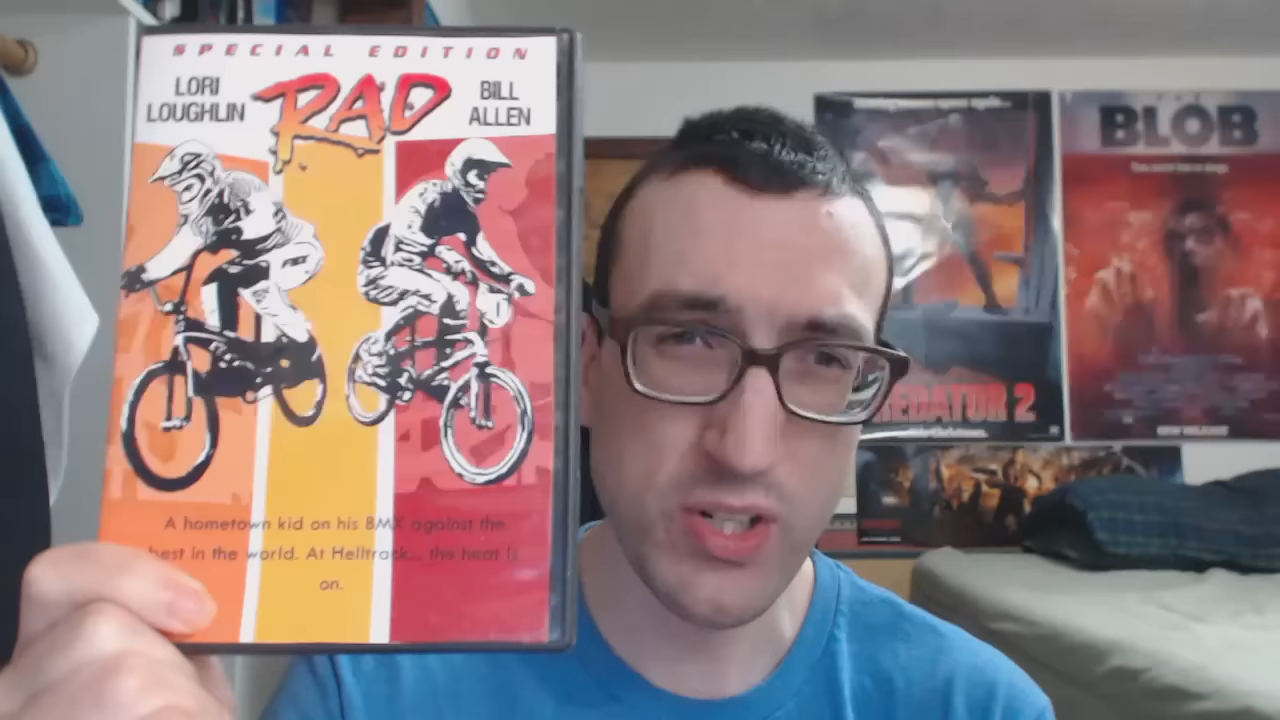 SPECIAL EDITION
LORI
LOUGHLIN
RAD
BILL
ALLEN
A hometown kid on his BMX against the
best in the world. At Helltrack... the heat is
on.
BLOB
PREDATOR 2